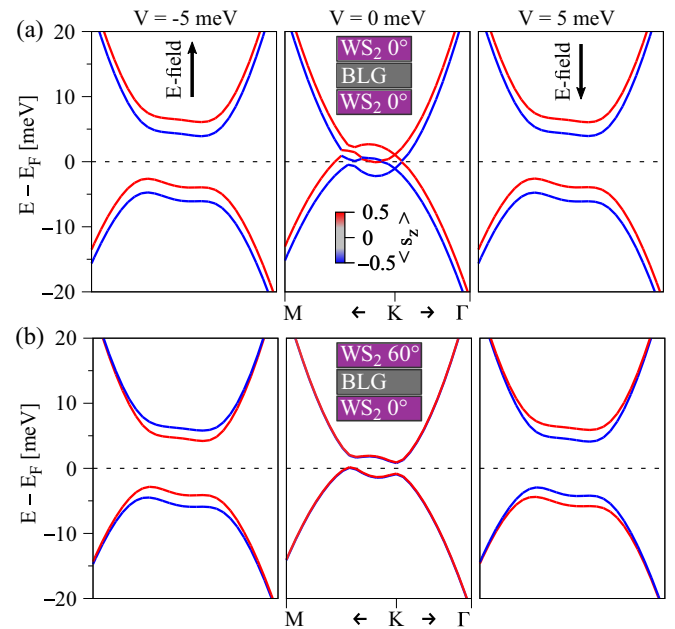 V = -5 meV V = 0 meV V = 5 meV
(a)
E − E_F [meV]
20
10
0
−10
−20
E-field
WS₂ 0°
BLG
WS₂ 0°
0.5
0
−0.5
<s_z>
E-field
M ← K → Γ
(b)
E − E_F [meV]
20
10
0
−10
−20
WS₂ 60°
BLG
WS₂ 0°
M ← K → Γ